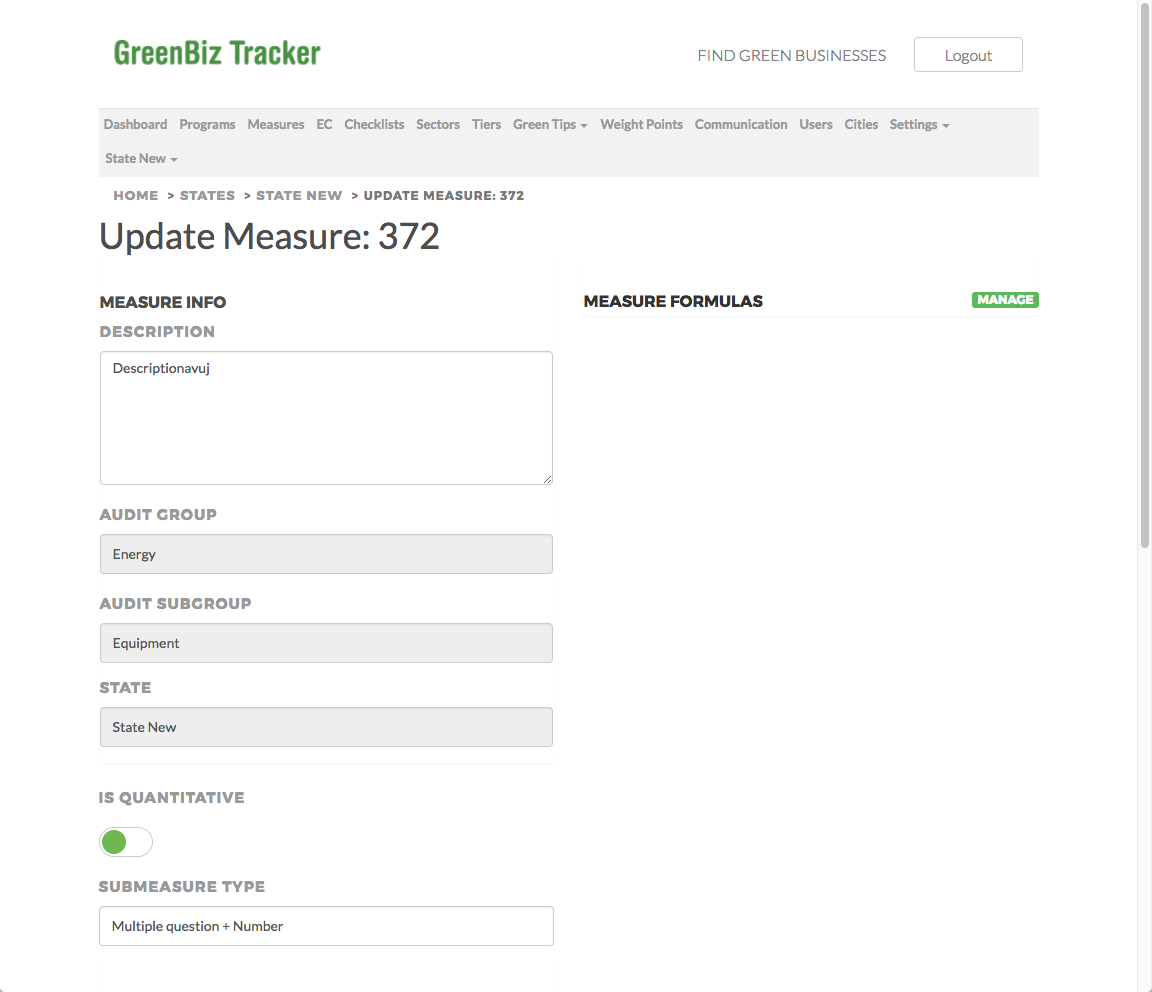 GreenBiz Tracker
FIND GREEN BUSINESSES
Logout
Dashboard Programs Measures EC Checklists Sectors Tiers Green Tips Weight Points Communication Users Cities Settings
State New
HOME > STATES > STATE NEW > UPDATE MEASURE: 372
Update Measure: 372
MEASURE INFO
DESCRIPTION
Descriptionavuj
AUDIT GROUP
Energy
AUDIT SUBGROUP
Equipment
STATE
State New
IS QUANTITATIVE
SUBMEASURE TYPE
Multiple question + Number
MEASURE FORMULAS
MANAGE